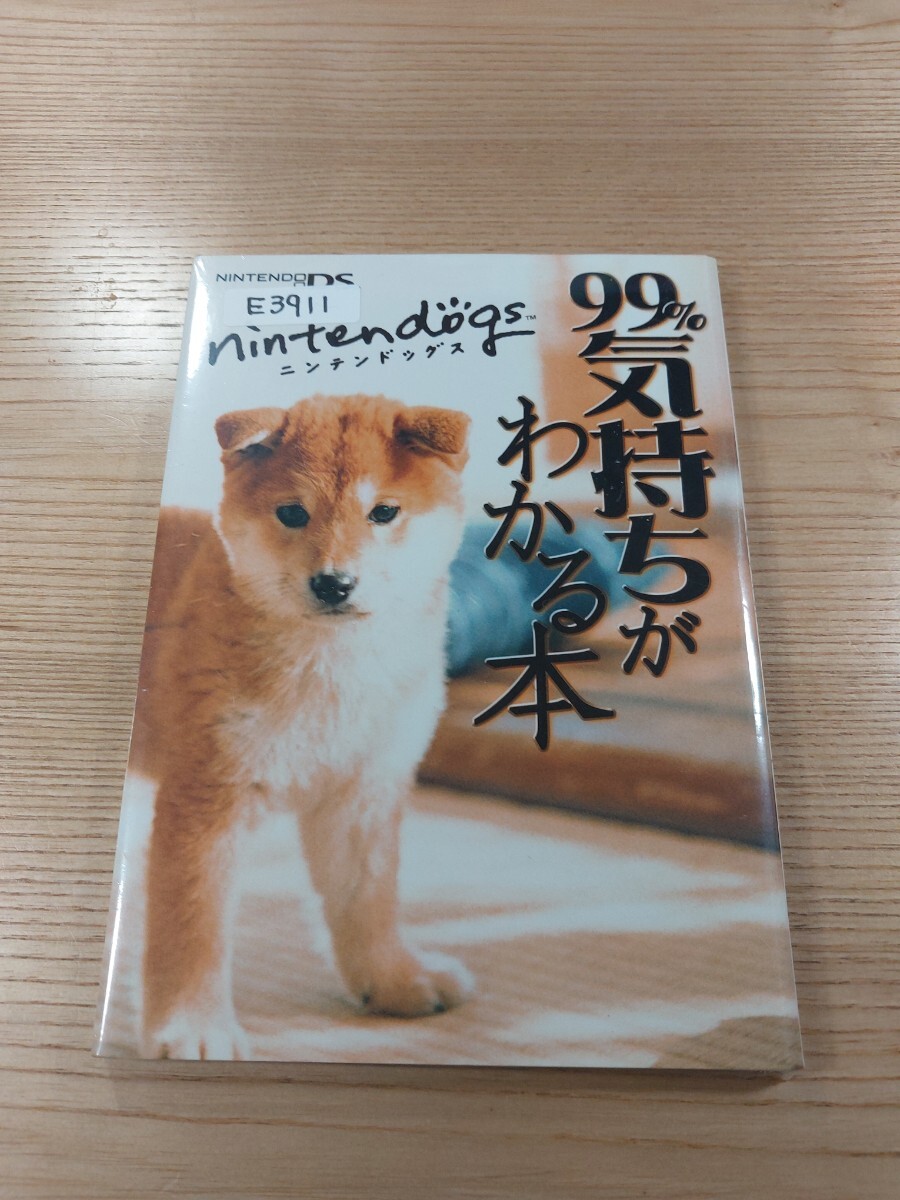 NINTENDO DS
E3911
nintendogs™
ニンテンドッグス
99%気持ちが
わかる本